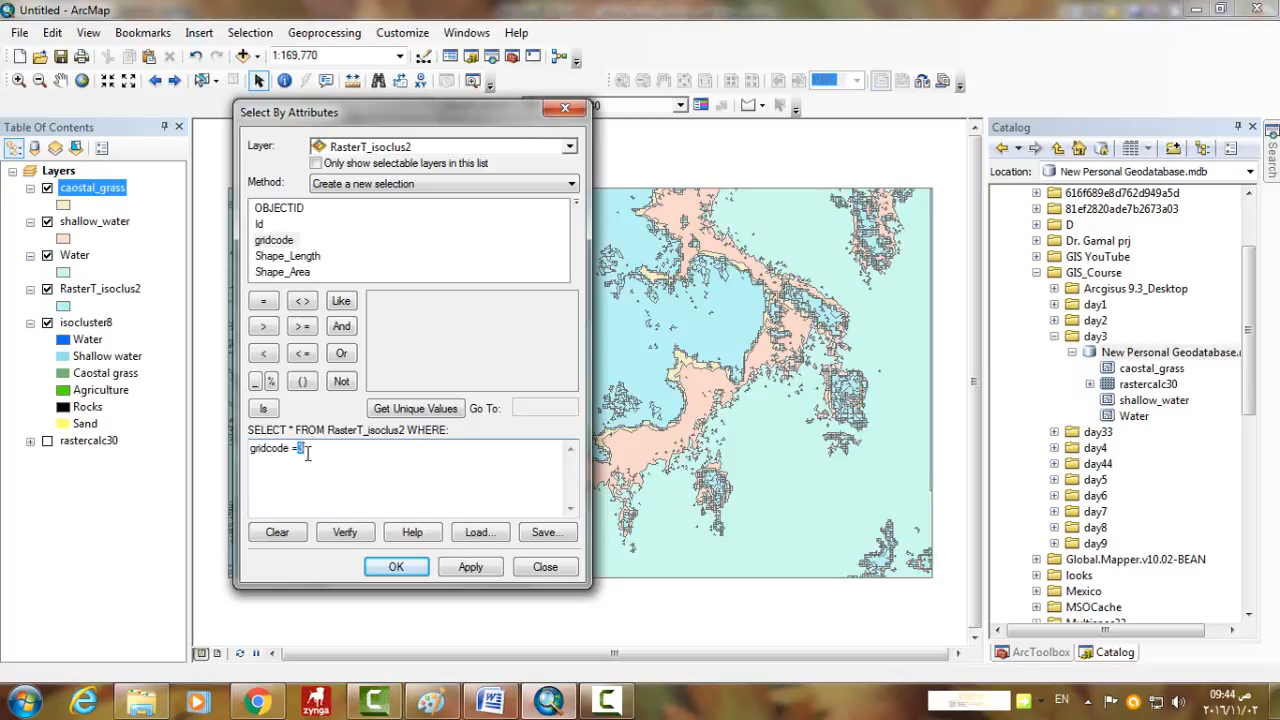 Untitled - ArcMap
File Edit View Bookmarks Insert Selection Geoprocessing Customize Windows Help
1:169,770
Table Of Contents
Layers
caostal_grass
shallow_water
Water
RasterT_isoclus2
isocluster8
Water
Shallow water
Caostal grass
Agriculture
Rocks
Sand
rastercalc30
Select By Attributes
Layer: RasterT_isoclus2
Only show selectable layers in this list
Method: Create a new selection
OBJECTID
Id
gridcode
Shape_Length
Shape_Area
= < > Like
> > = And
< < = Or
_ % ( ) Not
Is Get Unique Values Go To:
SELECT * FROM RasterT_isoclus2 WHERE:
gridcode =3
Clear Verify Help Load... Save...
OK Apply Close
Catalog
Location: New Personal Geodatabase.mdb
616f689e8d762d949a5d
81ef2820ade7b2673a03
D
Dr. Gamal prj
GIS YouTube
GIS_Course
Arcgisus 9.3_Desktop
day1
day2
day3
New Personal Geodatabase.
caostal_grass
rastercalc30
shallow_water
Water
day33
day4
day44
day5
day6
day7
day8
day9
Global.Mapper.v10.02-BEAN
looks
Mexico
MSOCache
ArcToolbox Catalog
Search
zynga
EN
09:44 ص
٢٠١٦/١١/٠٢